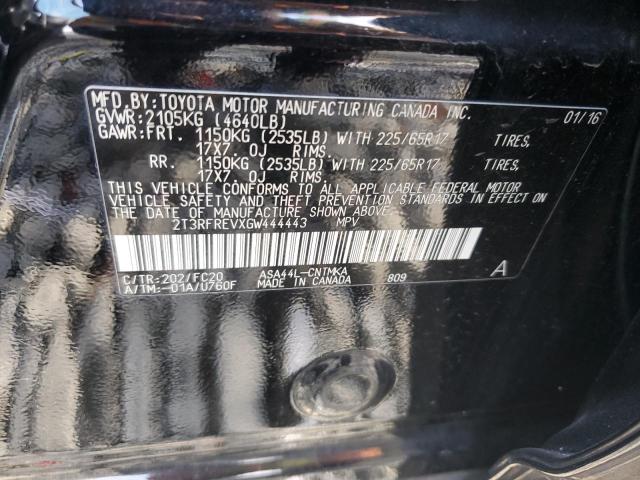 MFD.BY:TOYOTA MOTOR MANUFACTURING CANADA INC. 01/16
GVWR:2105KG (4640LB)
GAWR:FRT. 1150KG (2535LB) WITH 225/65R17 TIRES,
17X7. OJ RIMS.
RR. 1150KG (2535LB) WITH 225/65R17 TIRES,
17X7. OJ RIMS.
THIS VEHICLE CONFORMS TO ALL APPLICABLE FEDERAL MOTOR
VEHICLE SAFETY AND THEFT PREVENTION STANDARDS IN EFFECT ON
THE DATE OF MANUFACTURE SHOWN ABOVE.
2T3RFREVXGW444443 MPV
C/TR:202/FC20 ASA44L-CNTMKA A
A/TM:-01A/U760F MADE IN CANADA 809